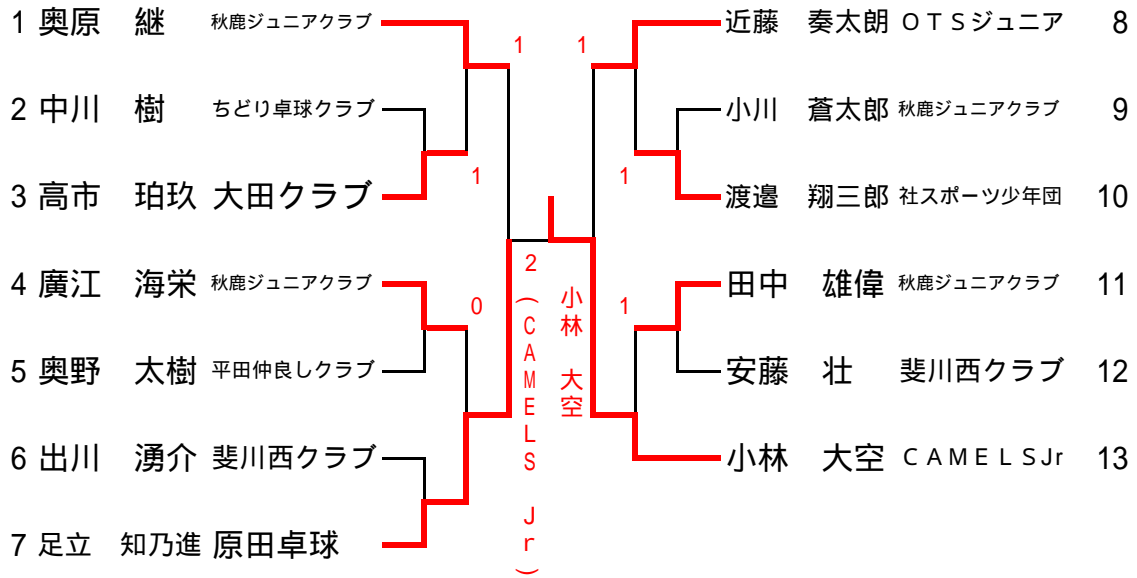 1 奥原 継 秋鹿ジュニアクラブ
2 中川 樹 ちどり卓球クラブ
3 高市 珀玖 大田クラブ
4 廣江 海栄 秋鹿ジュニアクラブ
5 奥野 太樹 平田仲良しクラブ
6 出川 湧介 斐川西クラブ
7 足立 知乃進 原田卓球
1
1
0
2
小林 大空
(CAMELS Jr)
1
1
1
近藤 奏太朗 OTSジュニア 8
小川 蒼太郎 秋鹿ジュニアクラブ 9
渡邉 翔三郎 社スポーツ少年団 10
田中 雄偉 秋鹿ジュニアクラブ 11
安藤 壮 斐川西クラブ 12
小林 大空 CAMELSJr 13